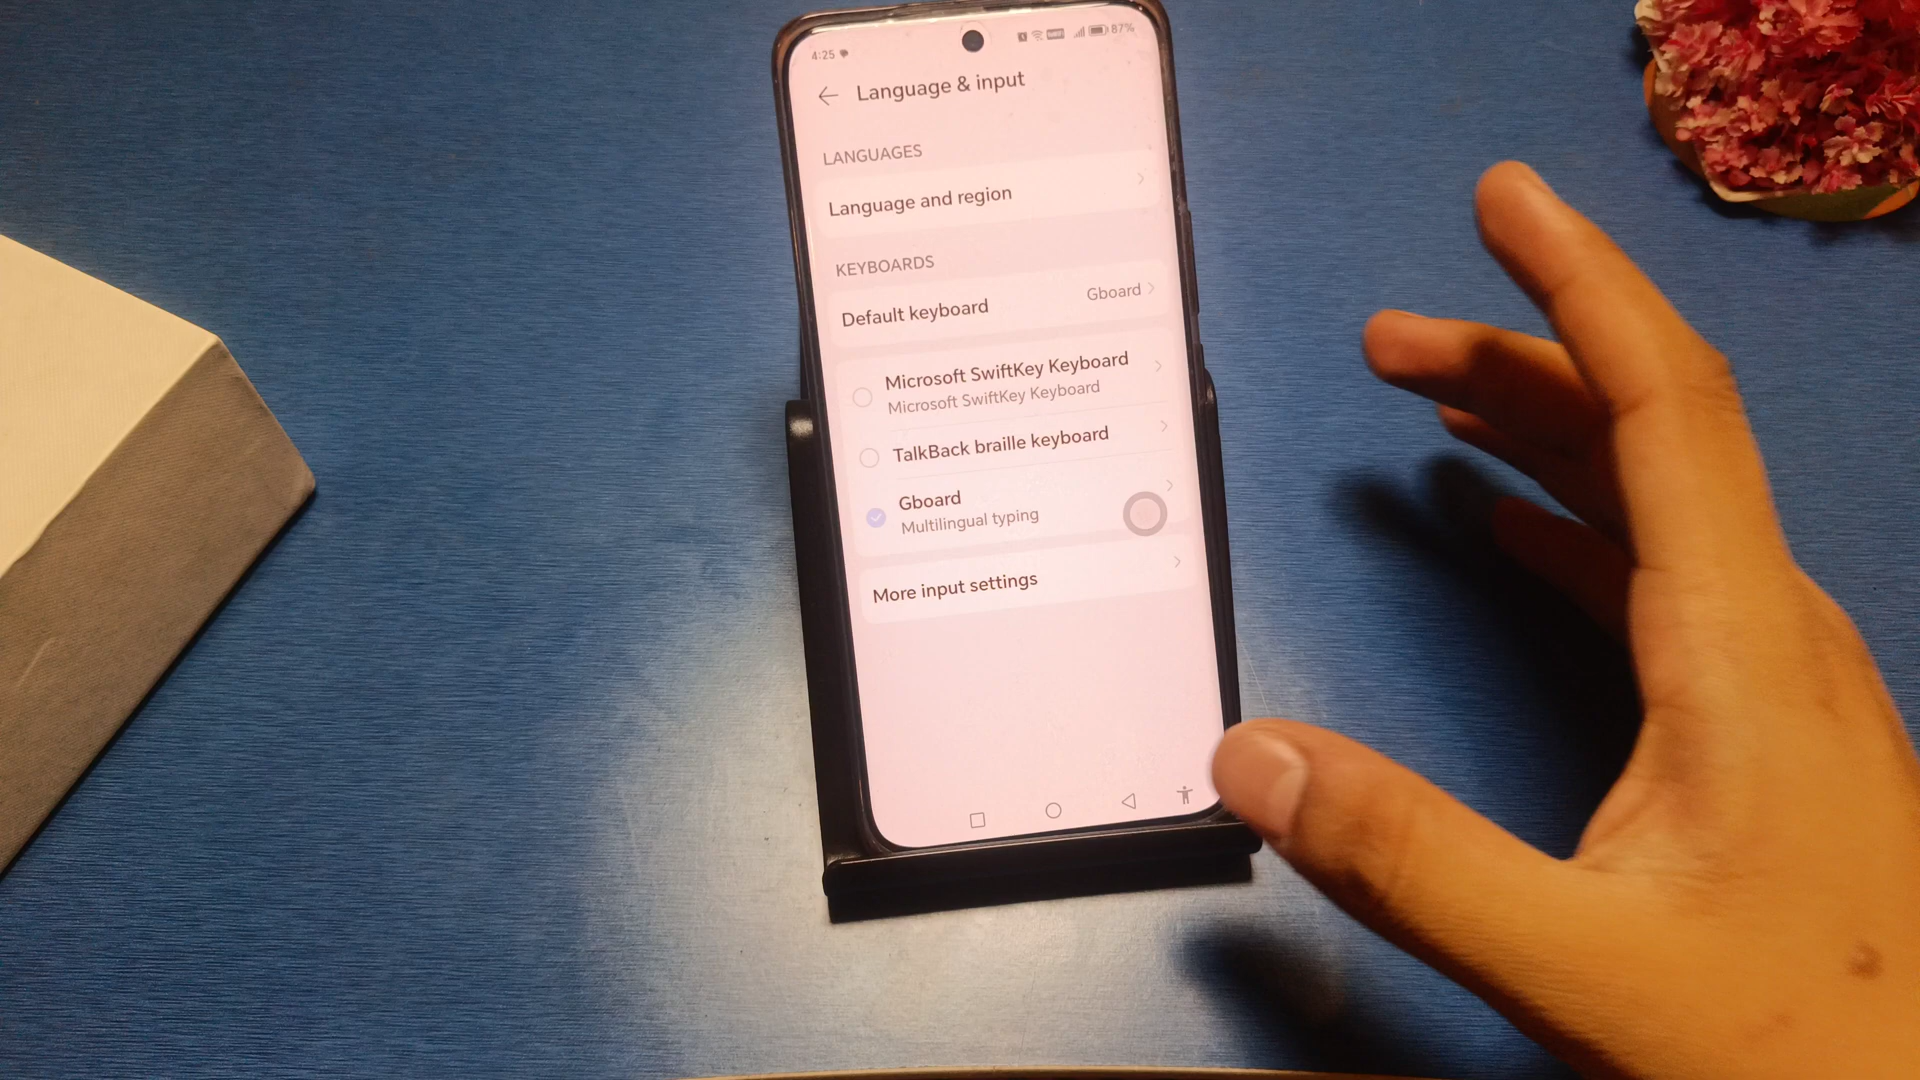 4:25
87%
Language & input
LANGUAGES
Language and region
KEYBOARDS
Default keyboard
Gboard
Microsoft SwiftKey Keyboard
Microsoft SwiftKey Keyboard
TalkBack braille keyboard
Gboard
Multilingual typing
More input settings